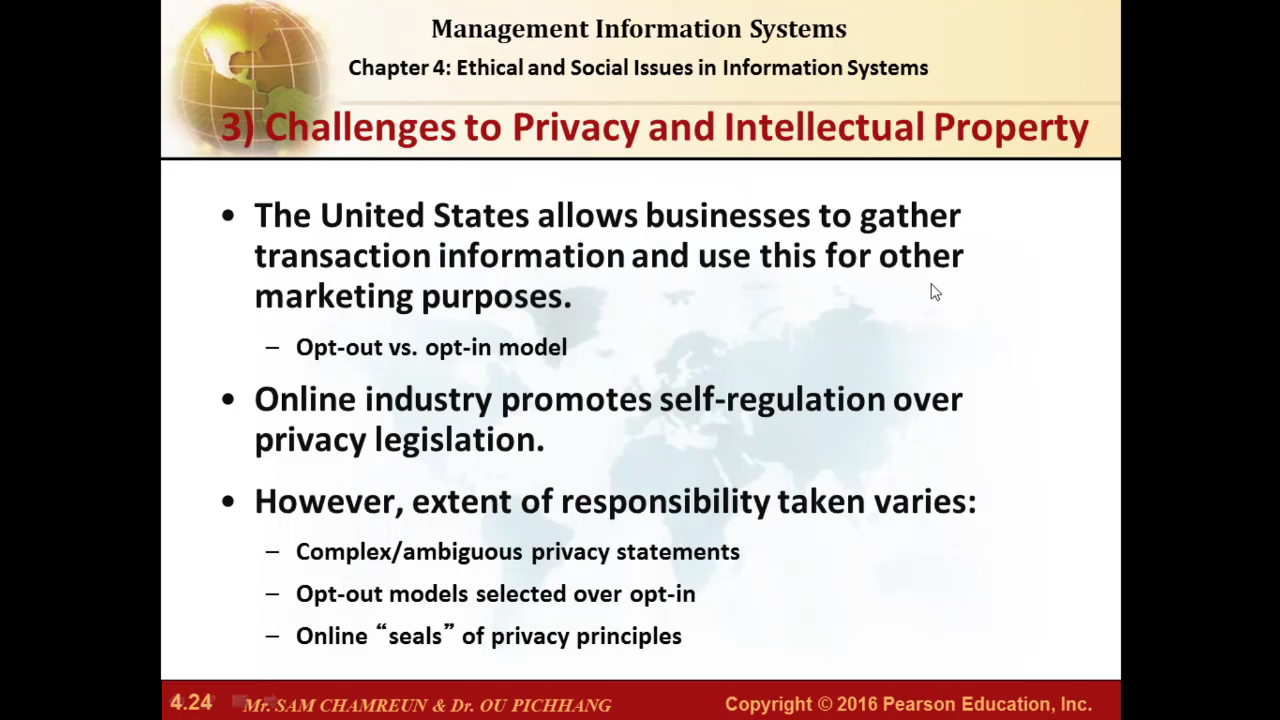 Management Information Systems
Chapter 4: Ethical and Social Issues in Information Systems
3) Challenges to Privacy and Intellectual Property
• The United States allows businesses to gather
transaction information and use this for other
marketing purposes.
– Opt-out vs. opt-in model
• Online industry promotes self-regulation over
privacy legislation.
• However, extent of responsibility taken varies:
– Complex/ambiguous privacy statements
– Opt-out models selected over opt-in
– Online “seals” of privacy principles
4.24 Mr. SAM CHAMREUN & Dr. OU PICHHANG Copyright © 2016 Pearson Education, Inc.